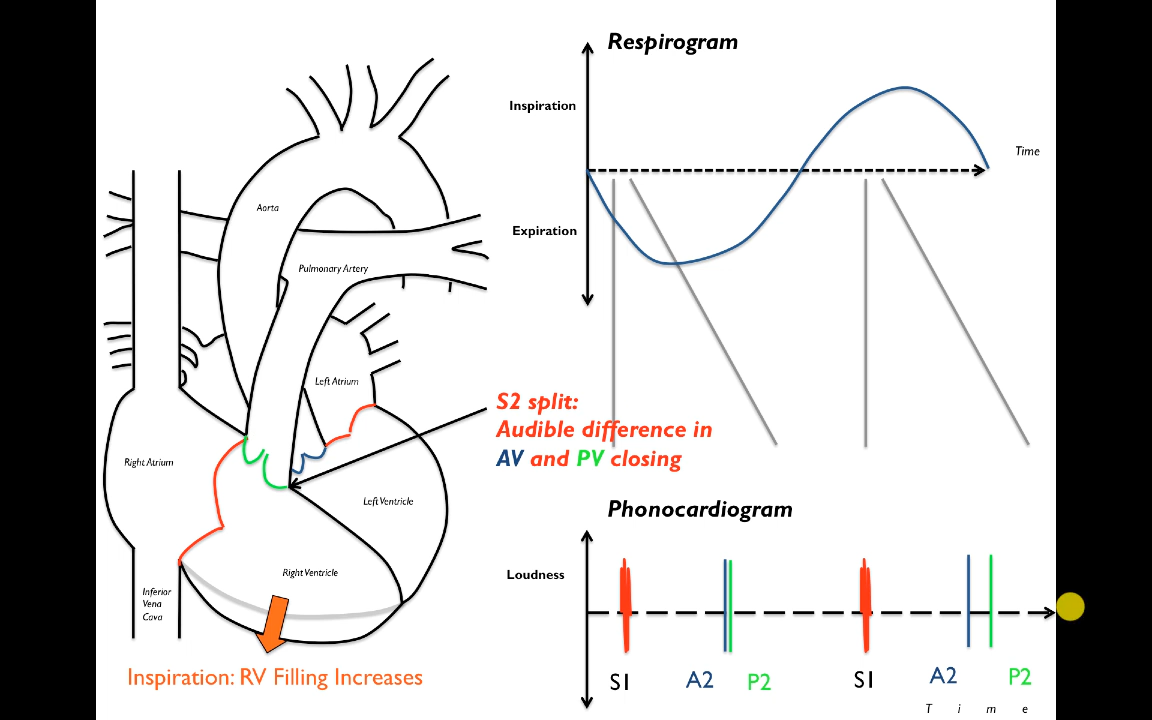 Respirogram
Inspiration
Time
Expiration
Aorta
Pulmonary Artery
Left Atrium
S2 split:
Audible difference in
AV and PV closing
Right Atrium
Left Ventricle
Phonocardiogram
Right Ventricle
Loudness
Inferior
Vena
Cava
Inspiration: RV Filling Increases
S1 A2 P2 S1 A2 P2
T i m e